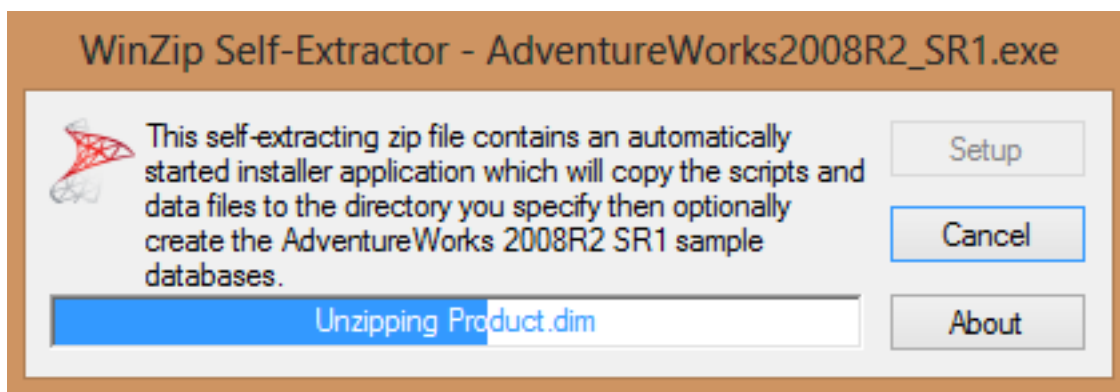 WinZip Self-Extractor - AdventureWorks2008R2_SR1.exe
This self-extracting zip file contains an automatically
started installer application which will copy the scripts and
data files to the directory you specify then optionally
create the AdventureWorks 2008R2 SR1 sample
databases.
Setup
Cancel
Unzipping Product.dim
About